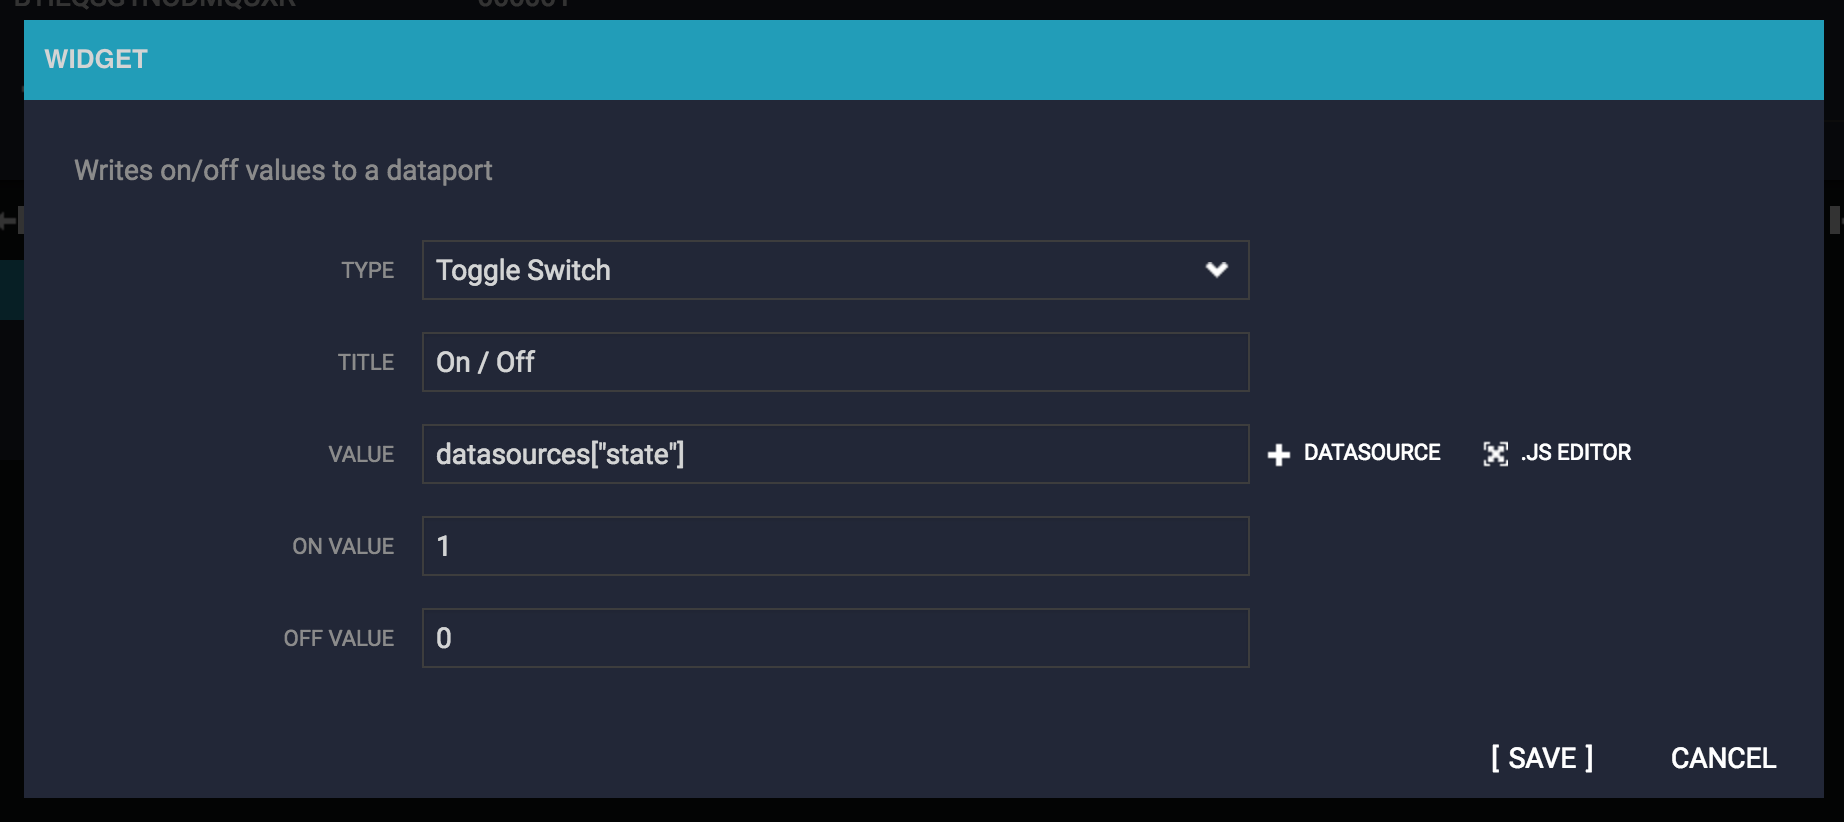 WIDGET
Writes on/off values to a dataport
TYPE Toggle Switch
TITLE On / Off
VALUE datasources["state"] DATASOURCE .JS EDITOR
ON VALUE 1
OFF VALUE 0
[ SAVE ] CANCEL